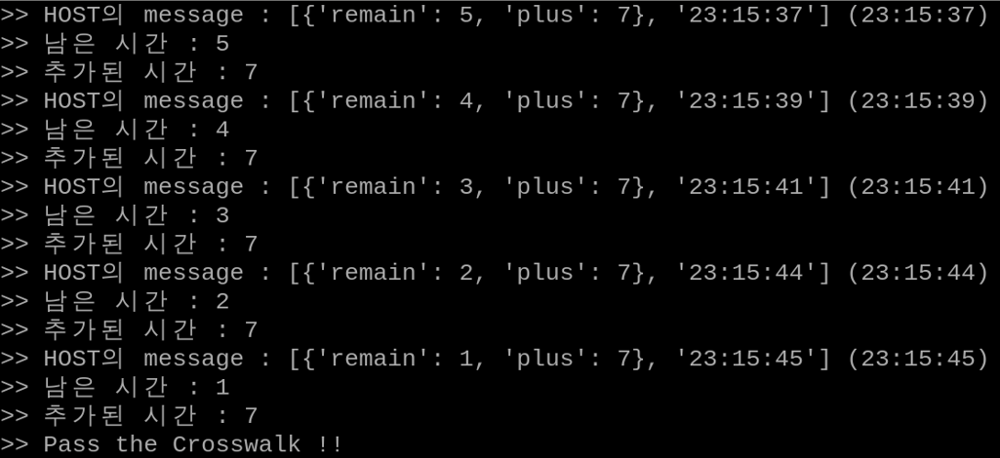 >> HOST의 message : [{'remain': 5, 'plus': 7}, '23:15:37'] (23:15:37)
>> 남은 시간 : 5
>> 추가된 시간 : 7
>> HOST의 message : [{'remain': 4, 'plus': 7}, '23:15:39'] (23:15:39)
>> 남은 시간 : 4
>> 추가된 시간 : 7
>> HOST의 message : [{'remain': 3, 'plus': 7}, '23:15:41'] (23:15:41)
>> 남은 시간 : 3
>> 추가된 시간 : 7
>> HOST의 message : [{'remain': 2, 'plus': 7}, '23:15:44'] (23:15:44)
>> 남은 시간 : 2
>> 추가된 시간 : 7
>> HOST의 message : [{'remain': 1, 'plus': 7}, '23:15:45'] (23:15:45)
>> 남은 시간 : 1
>> 추가된 시간 : 7
>> Pass the Crosswalk !!